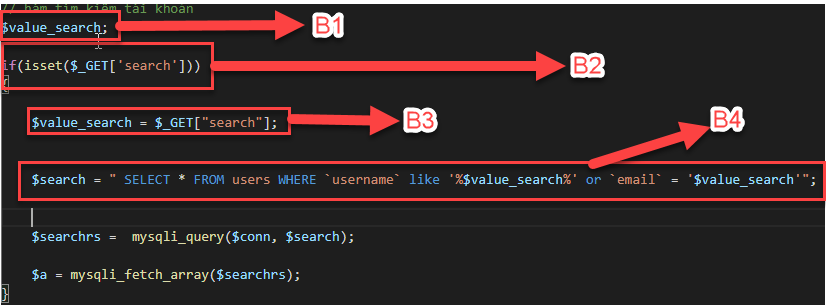 // hàm tìm kiếm tài khoản
$value_search; B1
if(isset($_GET['search'])) B2
{
$value_search = $_GET["search"]; B3
B4
$search = " SELECT * FROM users WHERE `username` like '%$value_search%' or `email` = '$value_search'";
$searchrs = mysqli_query($conn, $search);
$a = mysqli_fetch_array($searchrs);
}